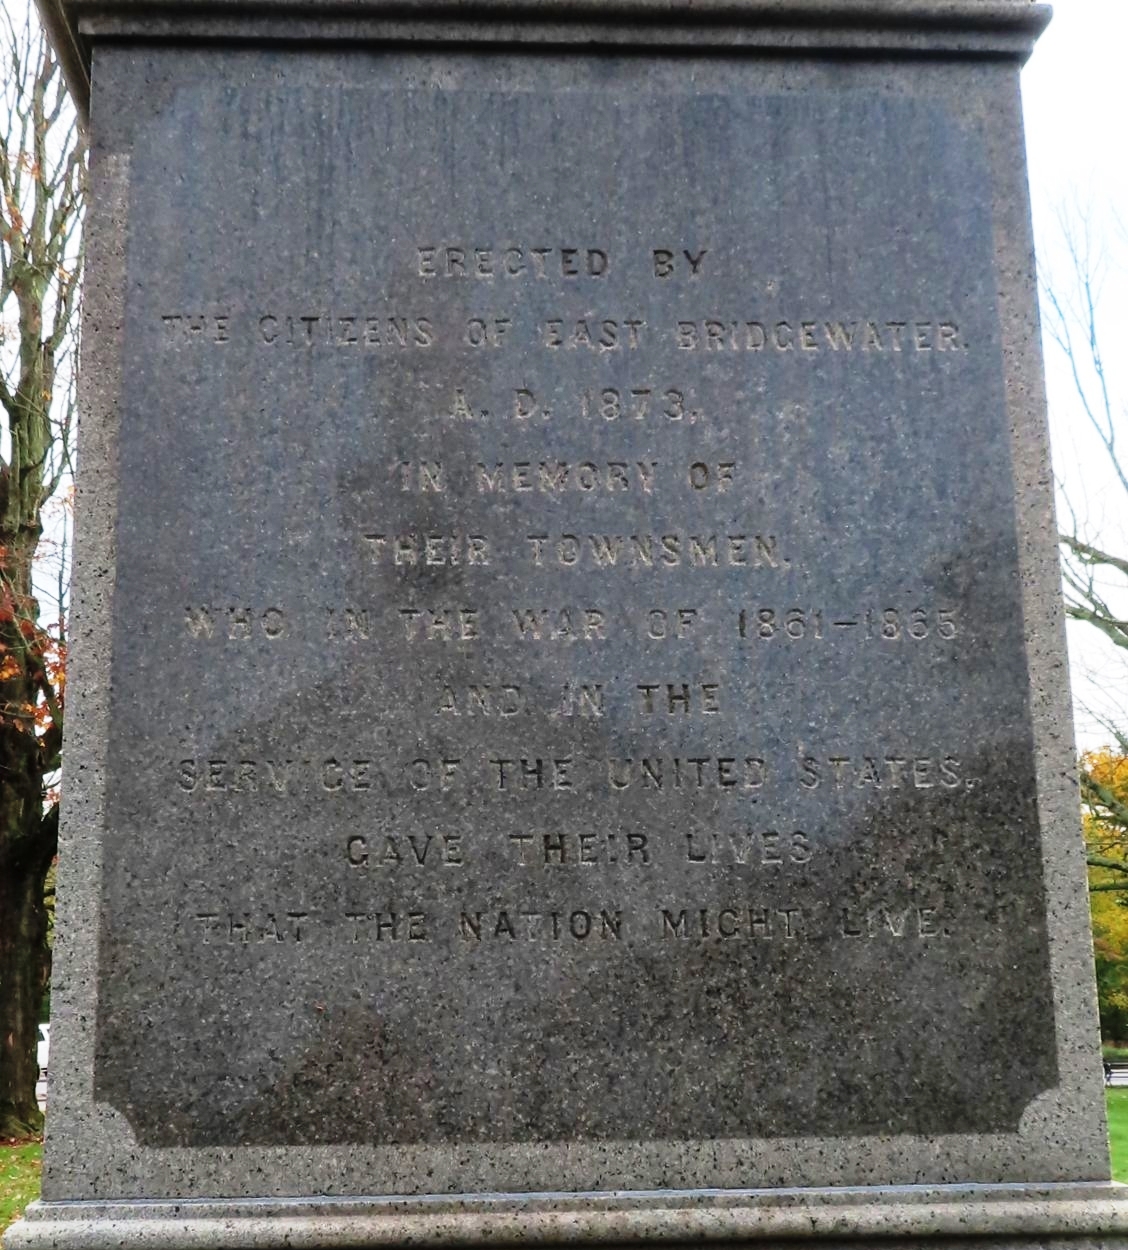 ERECTED BY
THE CITIZENS OF EAST BRIDGEWATER.
A. D. 1873,
IN MEMORY OF
THEIR TOWNSMEN.
WHO IN THE WAR OF 1861-1865
AND IN THE
SERVICE OF THE UNITED STATES.
GAVE THEIR LIVES
THAT THE NATION MIGHT LIVE.